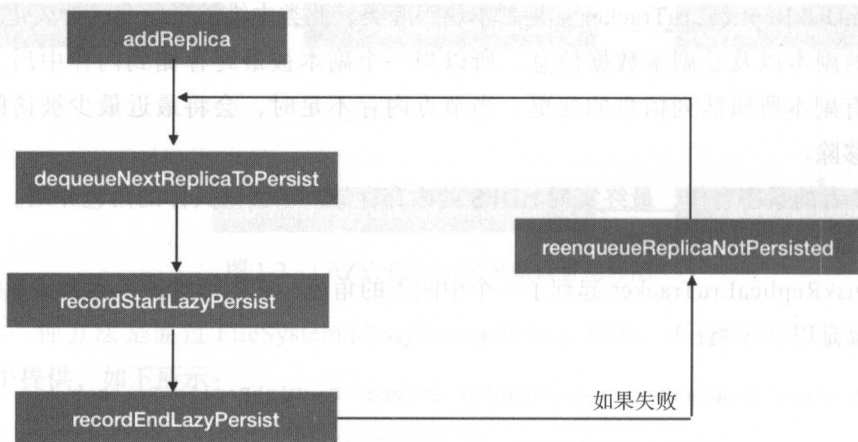 addReplica
dequeueNextReplicaToPersist
reenqueueReplicaNotPersisted
recordStartLazyPersist
如果失败
recordEndLazyPersist